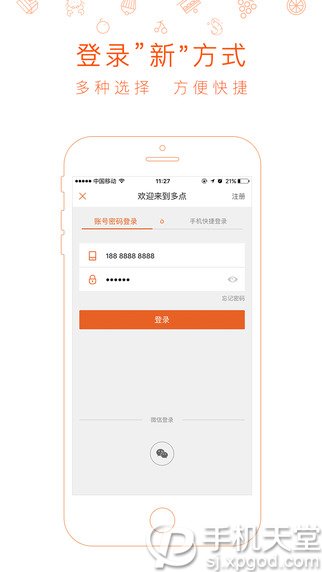 登录"新"方式
多种选择 方便快捷
中国移动 11:27 21%
欢迎来到多点 注册
账号密码登录 手机快捷登录
188 8888 8888
忘记密码
登录
微信登录
手机天堂
sj.xpgod.com